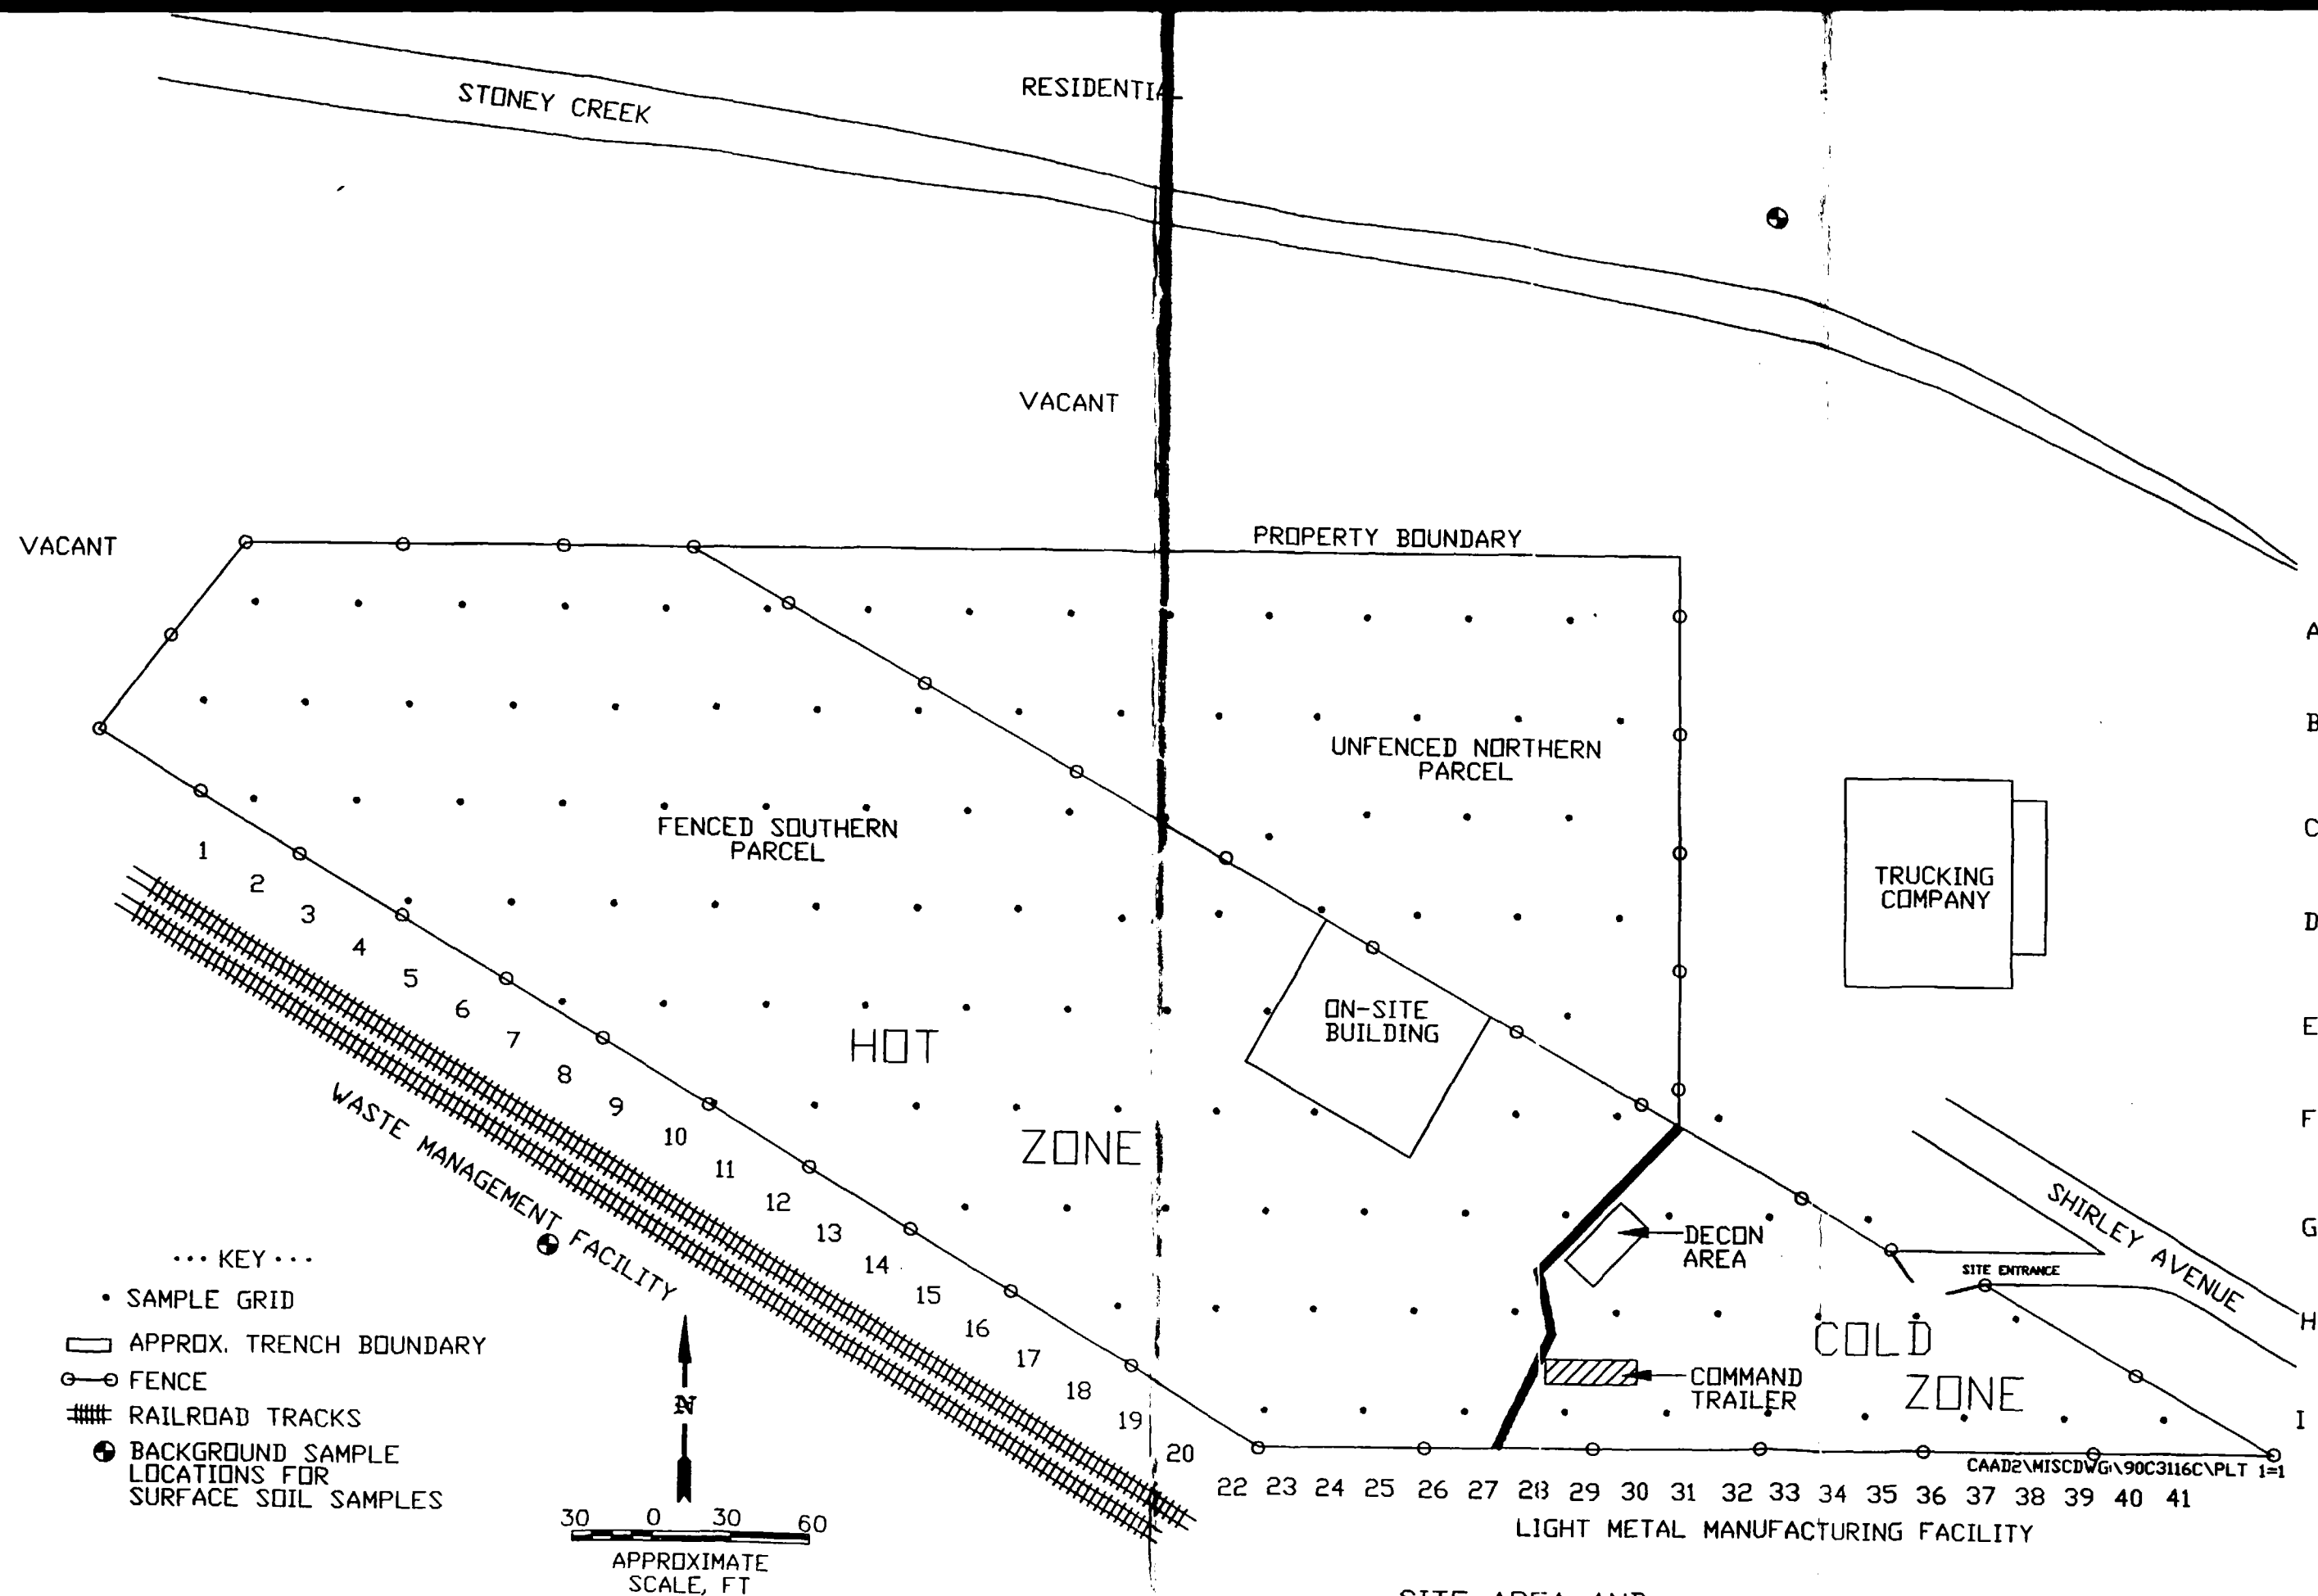 RESIDENTIAL
STONEY CREEK
VACANT
VACANT
PROPERTY BOUNDARY
A
B
UNFENCED NORTHERN
PARCEL
FENCED SOUTHERN
PARCEL
C
TRUCKING
COMPANY
D
ON-SITE
BUILDING
E
HOT
ZONE
F
1
2
3
4
5
6
7
8
9
10
11
12
13
14
15
16
17
18
19
20
WASTE MANAGEMENT FACILITY
SHIRLEY AVENUE
G
DECON
AREA
SITE ENTRANCE
H
COLD
ZONE
COMMAND
TRAILER
I
··· KEY ···
SAMPLE GRID
APPROX. TRENCH BOUNDARY
FENCE
RAILROAD TRACKS
BACKGROUND SAMPLE
LOCATIONS FOR
SURFACE SOIL SAMPLES
N
30 0 30 60
APPROXIMATE
SCALE, FT
CAAD2\MISCDWG\90C3116C\PLT 1=1
22 23 24 25 26 27 28 29 30 31 32 33 34 35 36 37 38 39 40 41
LIGHT METAL MANUFACTURING FACILITY
SITE AREA AND